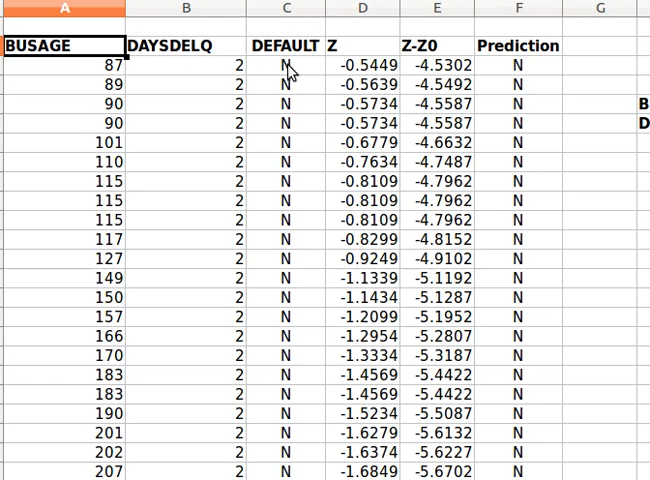 A B C D E F G
BUSAGE DAYSDELQ DEFAULT Z Z-Z0 Prediction
87 2 N -0.5449 -4.5302 N
89 2 N -0.5639 -4.5492 N
90 2 N -0.5734 -4.5587 N B
90 2 N -0.5734 -4.5587 N D
101 2 N -0.6779 -4.6632 N
110 2 N -0.7634 -4.7487 N
115 2 N -0.8109 -4.7962 N
115 2 N -0.8109 -4.7962 N
115 2 N -0.8109 -4.7962 N
117 2 N -0.8299 -4.8152 N
127 2 N -0.9249 -4.9102 N
149 2 N -1.1339 -5.1192 N
150 2 N -1.1434 -5.1287 N
157 2 N -1.2099 -5.1952 N
166 2 N -1.2954 -5.2807 N
170 2 N -1.3334 -5.3187 N
183 2 N -1.4569 -5.4422 N
183 2 N -1.4569 -5.4422 N
190 2 N -1.5234 -5.5087 N
201 2 N -1.6279 -5.6132 N
202 2 N -1.6374 -5.6227 N
207 2 N -1.6849 -5.6702 N